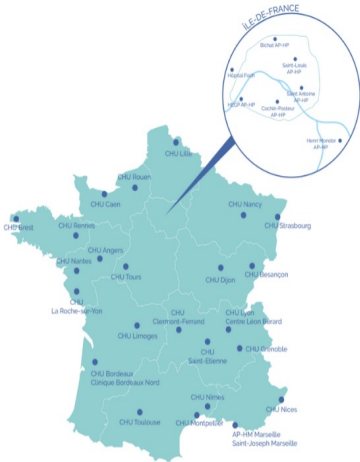 ÎLE-DE-FRANCE
Bichat AP-HP
Saint-Louis
AP-HP
Hôpital Foch
Saint Antoine
AP-HP
HEGP AP-HP
Cochin-Pasteur
AP-HP
Henri Mondor
AP-HP
CHU Lille
CHU Rouen
CHU Caen
CHU Nancy
CHU Strasbourg
CHU Brest
CHU Rennes
CHU Angers
CHU Nantes
CHU Tours
CHU Dijon
CHU Besançon
CHU
La Roche-sur-Yon
CHU Limoges
CHU
Clermont-Ferrand
CHU Lyon
Centre Léon Bérard
CHU
Saint-Etienne
CHU Grenoble
CHU Bordeaux
Clinique Bordeaux Nord
CHU Nîmes
CHU Nices
CHU Toulouse
CHU Montpellier
AP-HM Marseille
Saint-Joseph Marseille